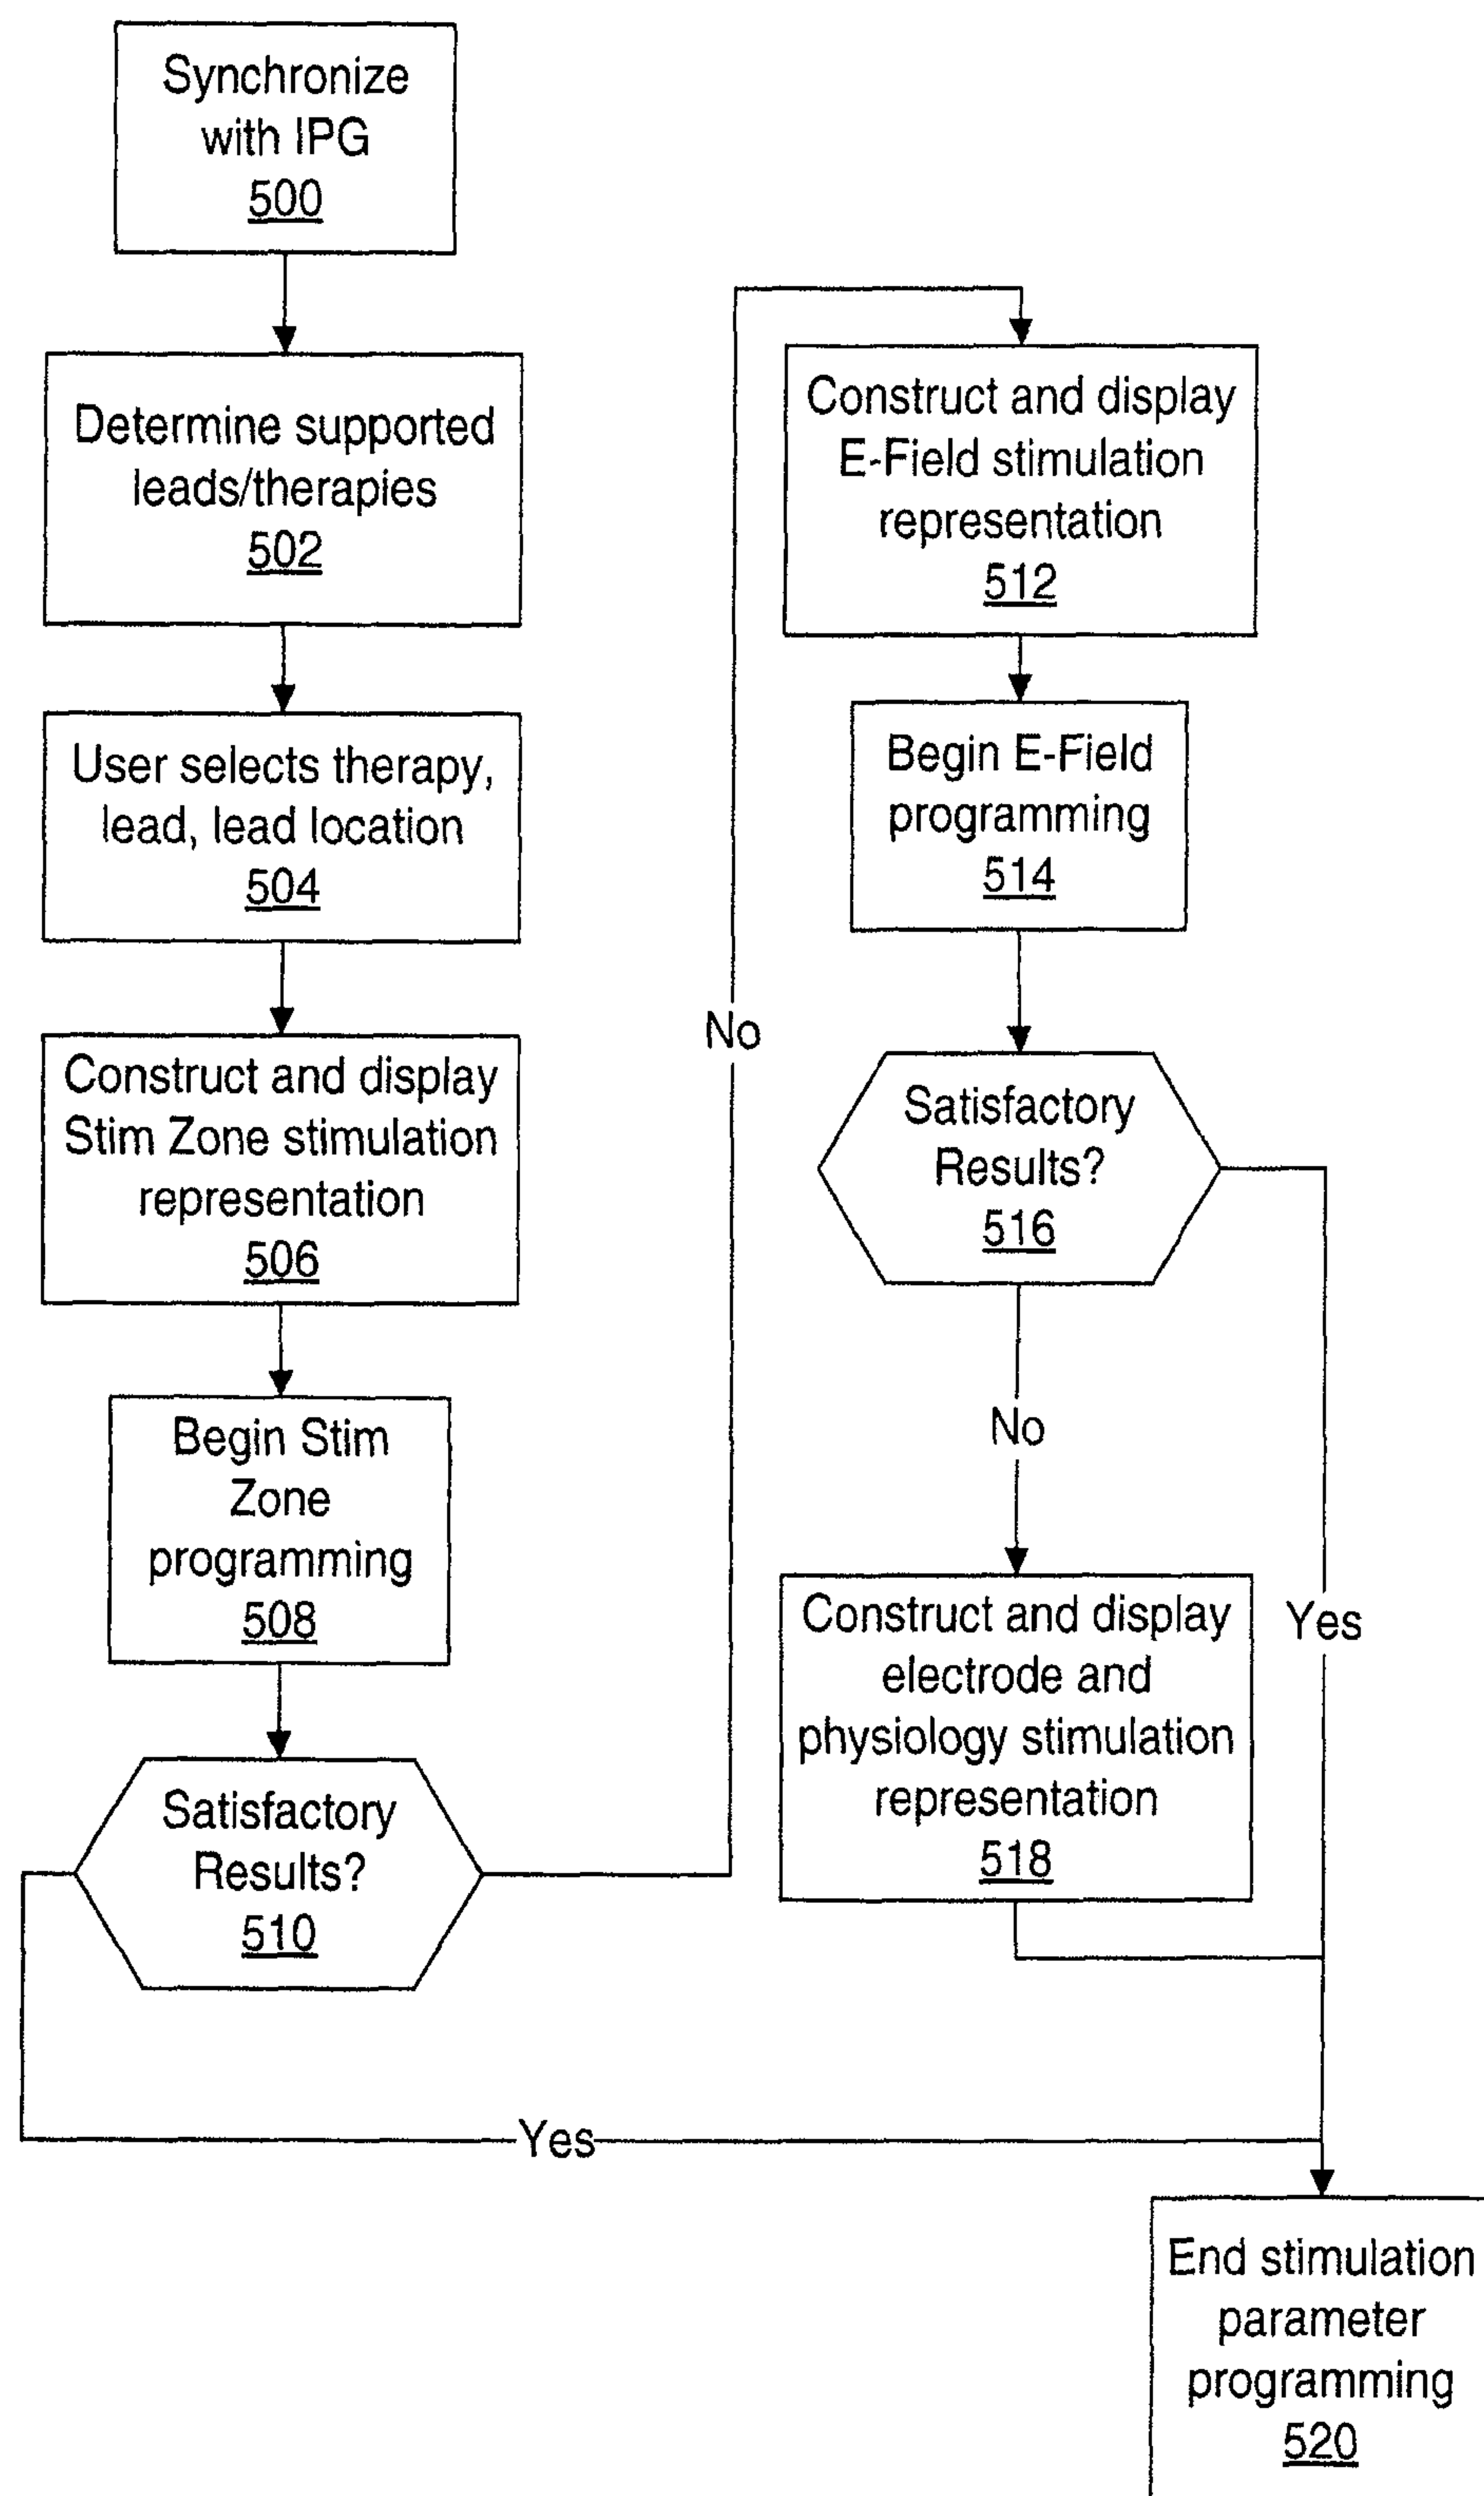 Synchronize
with IPG
500
Determine supported
leads/therapies
502
User selects therapy,
lead, lead location
504
Construct and display
Stim Zone stimulation
representation
506
Begin Stim
Zone
programming
508
Satisfactory
Results?
510
No
Yes
Construct and display
E-Field stimulation
representation
512
Begin E-Field
programming
514
Satisfactory
Results?
516
No
Yes
Construct and display
electrode and
physiology stimulation
representation
518
End stimulation
parameter
programming
520